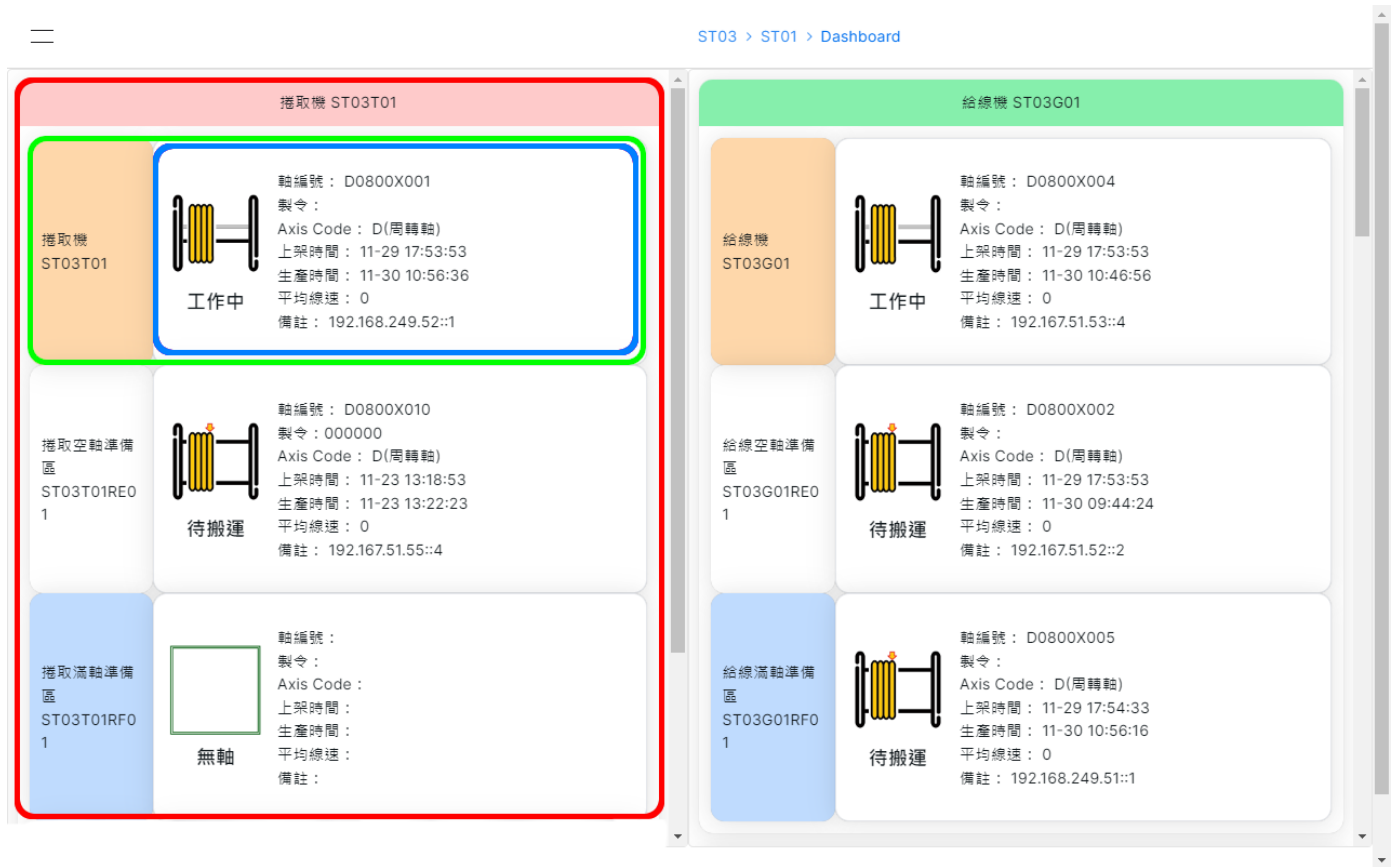 ST03 > ST01 > Dashboard
捲取機 ST03T01
捲取機
ST03T01
工作中
軸編號： D0800X001
製令：
Axis Code： D(周轉軸)
上架時間： 11-29 17:53:53
生產時間： 11-30 10:56:36
平均線速： 0
備註： 192.168.249.52::1
捲取空軸準備
區
ST03T01RE0
1
待搬運
軸編號： D0800X010
製令：000000
Axis Code： D(周轉軸)
上架時間： 11-23 13:18:53
生產時間： 11-23 13:22:23
平均線速： 0
備註： 192.167.51.55::4
捲取滿軸準備
區
ST03T01RF0
1
無軸
軸編號：
製令：
Axis Code：
上架時間：
生產時間：
平均線速：
備註：
給線機 ST03G01
給線機
ST03G01
工作中
軸編號： D0800X004
製令：
Axis Code： D(周轉軸)
上架時間： 11-29 17:53:53
生產時間： 11-30 10:46:56
平均線速： 0
備註： 192.167.51.53::4
給線空軸準備
區
ST03G01RE0
1
待搬運
軸編號： D0800X002
製令：
Axis Code： D(周轉軸)
上架時間： 11-29 17:53:53
生產時間： 11-30 09:44:24
平均線速： 0
備註： 192.167.51.52::2
給線滿軸準備
區
ST03G01RF0
1
待搬運
軸編號： D0800X005
製令：
Axis Code： D(周轉軸)
上架時間： 11-29 17:54:33
生產時間： 11-30 10:56:16
平均線速： 0
備註： 192.168.249.51::1